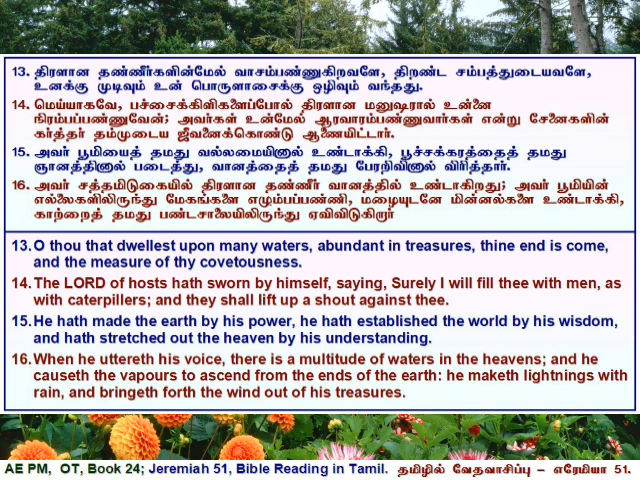 13. திரளான தண்ணீர்களின்மேல் வாசம்பண்ணுகிறவளே, திரண்ட சம்பத்துடையவளே,
உனக்கு முடிவும் உன் பொருளாசைக்கு ஒழிவும் வந்தது.
14. மெய்யாகவே, பச்சைக்கிளிகளைப்போல் திரளான மனுஷரால் உன்னை
நிரம்பப்பண்ணுவேன்; அவர்கள் உன்மேல் ஆரவாரம்பண்ணுவார்கள் என்று சேனைகளின்
கர்த்தர் தம்முடைய ஜீவனைக்கொண்டு ஆணையிட்டார்.
15. அவர் பூமியைத் தமது வல்லமையினால் உண்டாக்கி, பூச்சக்கரத்தைத் தமது
ஞானத்தினால் படைத்து, வானத்தைத் தமது பேரறிவினால் விரித்தார்.
16. அவர் சத்தமிடுகையில் திரளான தண்ணீர் வானத்தில் உண்டாகிறது; அவர் பூமியின்
எல்லைகளிலிருந்து மேகங்களை எழும்பப்பண்ணி, மழையுடனே மின்னல்களை உண்டாக்கி,
காற்றைத் தமது பண்டசாலையிலிருந்து ஏவிவிடுகிறார்
13. O thou that dwellest upon many waters, abundant in treasures, thine end is come,
and the measure of thy covetousness.
14. The LORD of hosts hath sworn by himself, saying, Surely I will fill thee with men, as
with caterpillers; and they shall lift up a shout against thee.
15. He hath made the earth by his power, he hath established the world by his wisdom,
and hath stretched out the heaven by his understanding.
16. When he uttereth his voice, there is a multitude of waters in the heavens; and he
causeth the vapours to ascend from the ends of the earth: he maketh lightnings with
rain, and bringeth forth the wind out of his treasures.
AE PM, OT, Book 24; Jeremiah 51, Bible Reading in Tamil. தமிழில் வேதவாசிப்பு – எரேமியா 51.